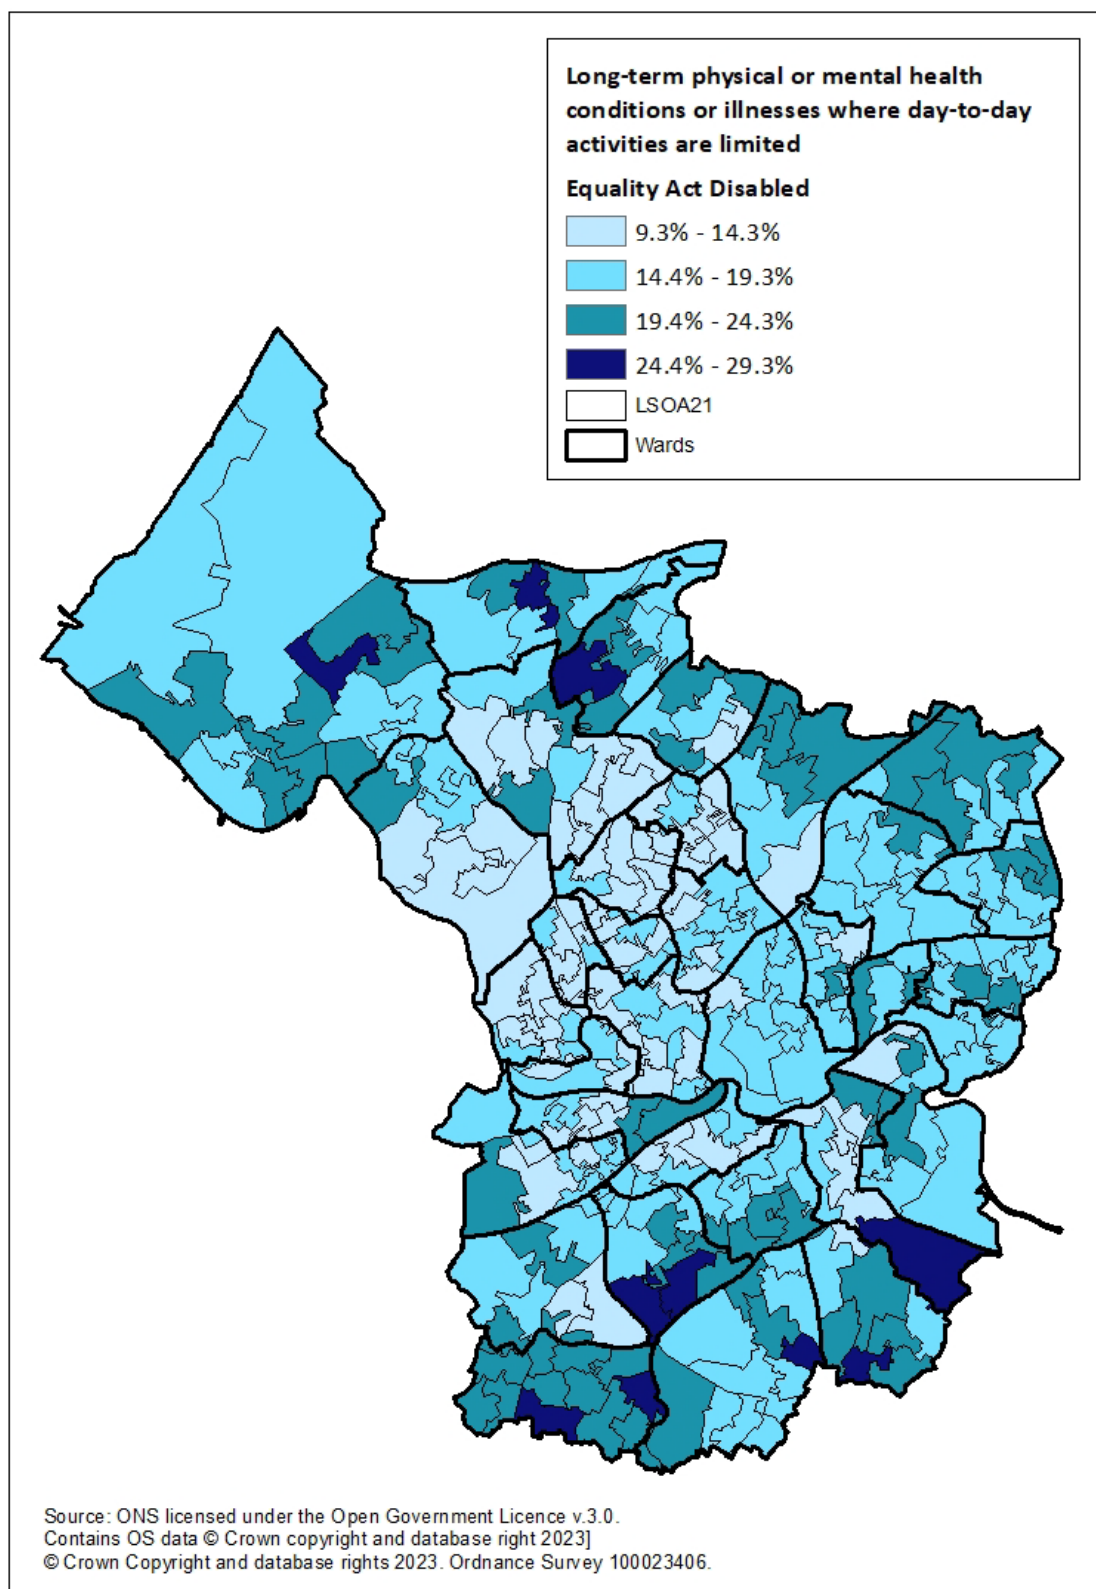 Long-term physical or mental health
conditions or illnesses where day-to-day
activities are limited
Equality Act Disabled
9.3% - 14.3%
14.4% - 19.3%
19.4% - 24.3%
24.4% - 29.3%
LSOA21
Wards
Source: ONS licensed under the Open Government Licence v.3.0.
Contains OS data © Crown copyright and database right 2023]
© Crown Copyright and database rights 2023. Ordnance Survey 100023406.